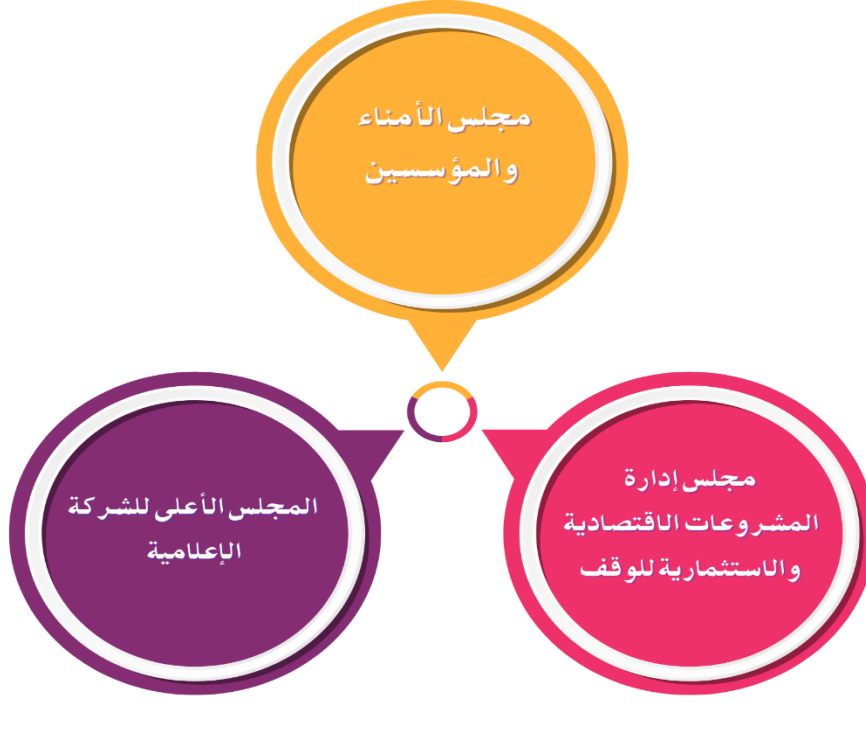 مجلس الأمناء
والمؤسسين
مجلس إدارة
المشروعات الاقتصادية
والاستثمارية للوقف
المجلس الأعلى للشركة
الإعلامية